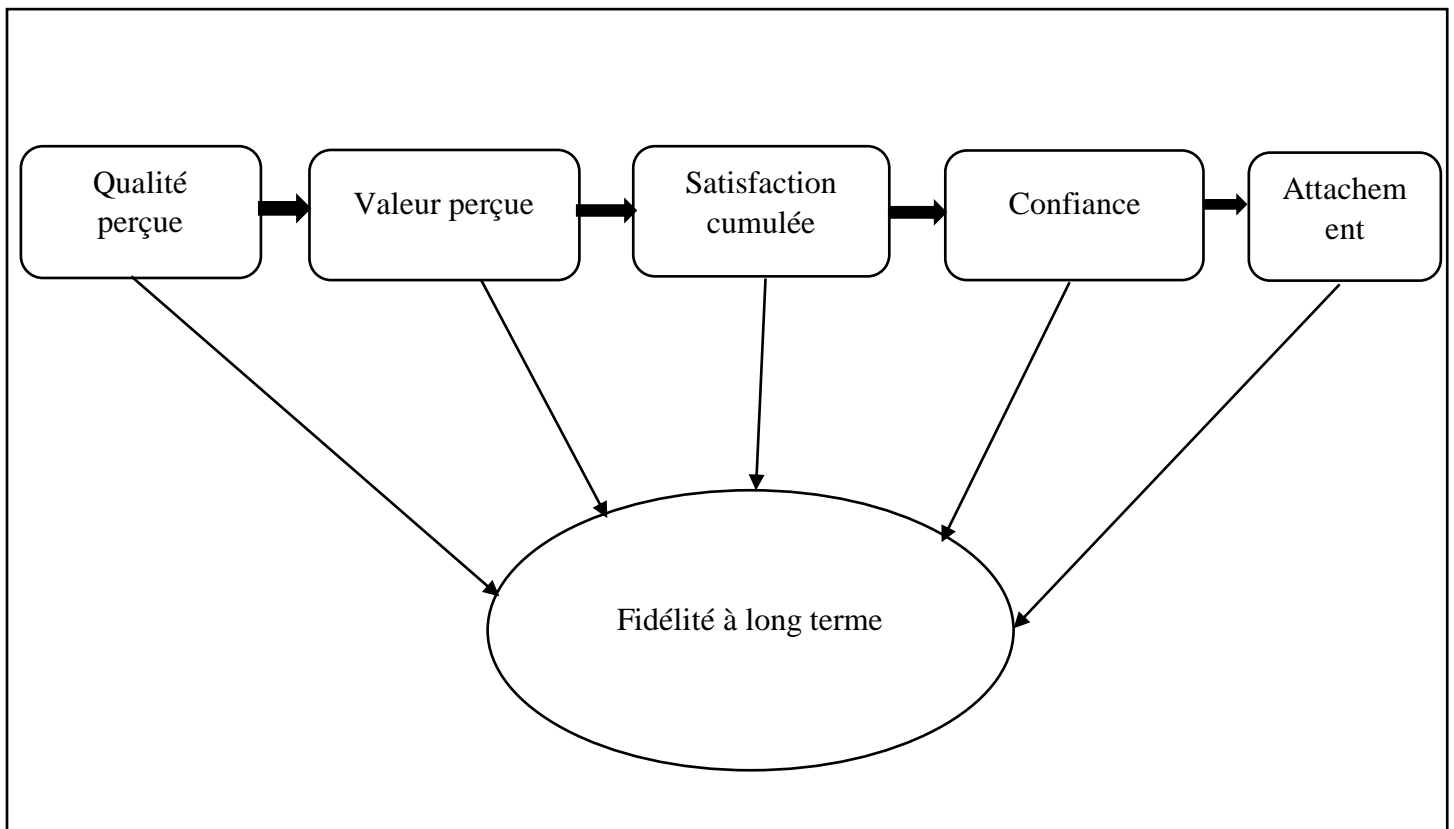 Qualité
perçue
Valeur perçue
Satisfaction
cumulée
Confiance
Attachem
ent
Fidélité à long terme